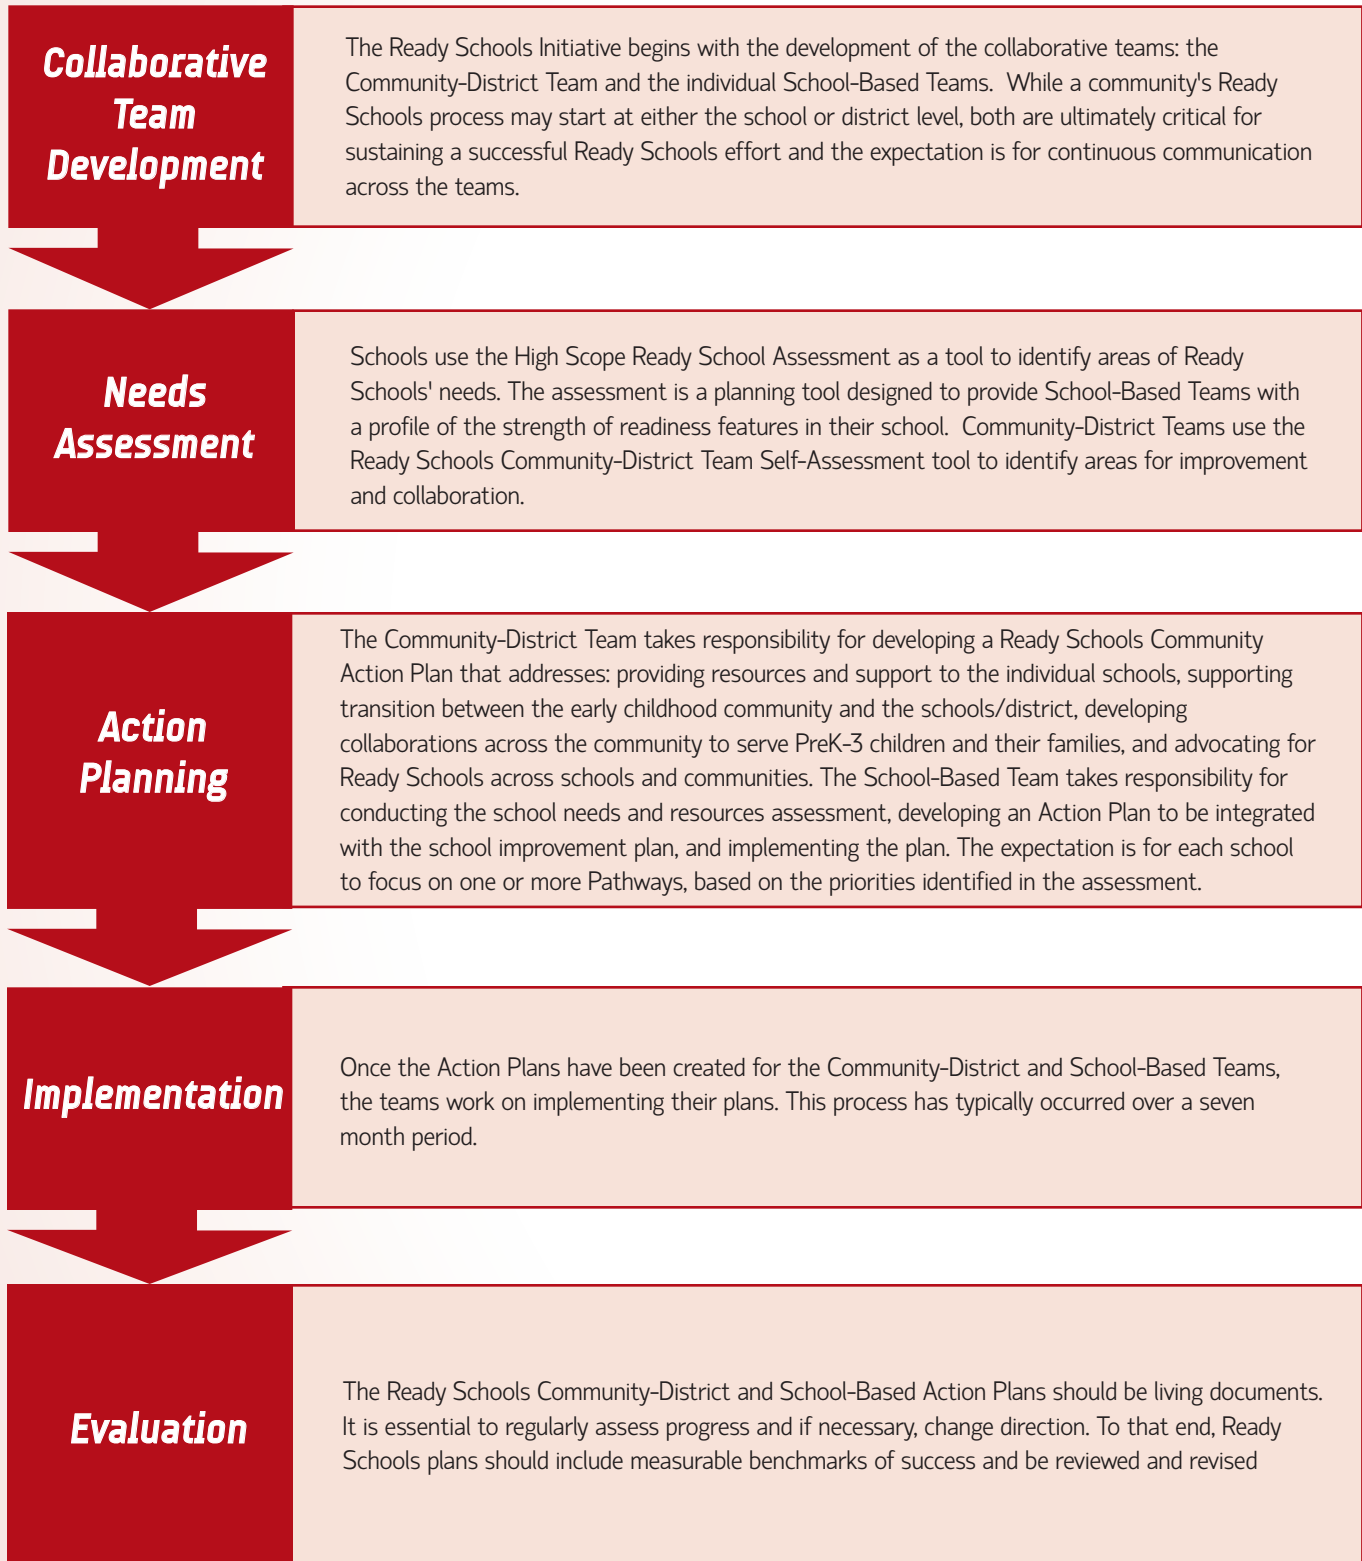 Collaborative
Team
Development
The Ready Schools Initiative begins with the development of the collaborative teams: the
Community-District Team and the individual School-Based Teams.  While a community's Ready
Schools process may start at either the school or district level, both are ultimately critical for
sustaining a successful Ready Schools effort and the expectation is for continuous communication
across the teams.
Needs
Assessment
Schools use the High Scope Ready School Assessment as a tool to identify areas of Ready
Schools' needs. The assessment is a planning tool designed to provide School-Based Teams with
a profile of the strength of readiness features in their school.  Community-District Teams use the
Ready Schools Community-District Team Self-Assessment tool to identify areas for improvement
and collaboration.
Action
Planning
The Community-District Team takes responsibility for developing a Ready Schools Community
Action Plan that addresses: providing resources and support to the individual schools, supporting
transition between the early childhood community and the schools/district, developing
collaborations across the community to serve PreK-3 children and their families, and advocating for
Ready Schools across schools and communities. The School-Based Team takes responsibility for
conducting the school needs and resources assessment, developing an Action Plan to be integrated
with the school improvement plan, and implementing the plan. The expectation is for each school
to focus on one or more Pathways, based on the priorities identified in the assessment.
Implementation
Once the Action Plans have been created for the Community-District and School-Based Teams,
the teams work on implementing their plans. This process has typically occurred over a seven
month period.
Evaluation
The Ready Schools Community-District and School-Based Action Plans should be living documents.
It is essential to regularly assess progress and if necessary, change direction. To that end, Ready
Schools plans should include measurable benchmarks of success and be reviewed and revised